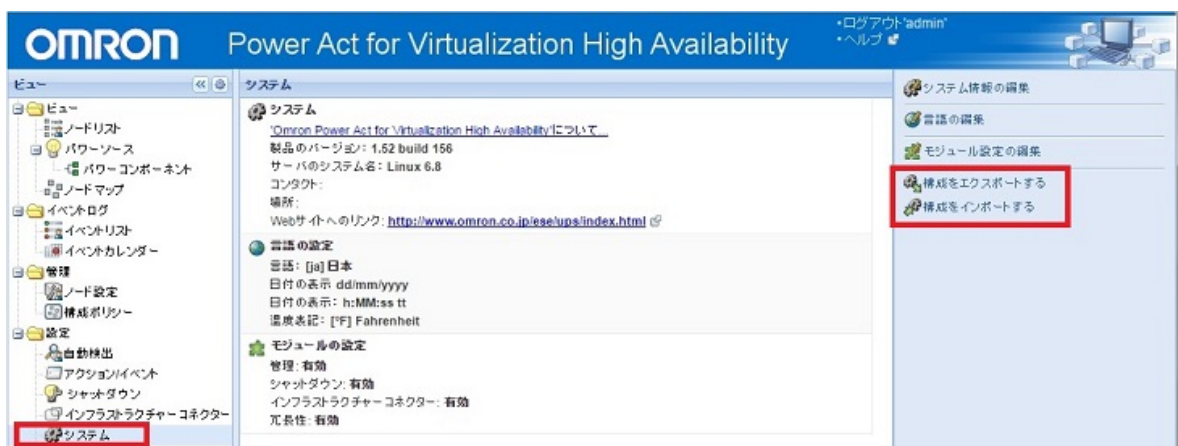 OMRON
Power Act for Virtualization High Availability
・ログアウト'admin'
・ヘルプ
ビュー
ビュー
ノードリスト
パワーソース
パワーコンポーネント
ノードマップ
イベントログ
イベントリスト
イベントカレンダー
管理
ノード設定
構成ポリシー
設定
自動検出
アクション/イベント
シャットダウン
インフラストラクチャーコネクター
システム
システム
システム
'Omron Power Act for Virtualization High Availability'について...
製品のバージョン: 1.52 build 156
サーバのシステム名: Linux 6.8
コンタクト:
場所:
Webサイトへのリンク: http://www.omron.co.jp/ese/ups/index.html
言語の設定
言語: [ja] 日本
日付の表示 dd/mm/yyyy
日付の表示: h:MM:ss tt
温度表記: [°F] Fahrenheit
モジュールの設定
管理: 有効
シャットダウン: 有効
インフラストラクチャーコネクター: 有効
冗長性: 有効
システム情報の編集
言語の編集
モジュール設定の編集
構成をエクスポートする
構成をインポートする